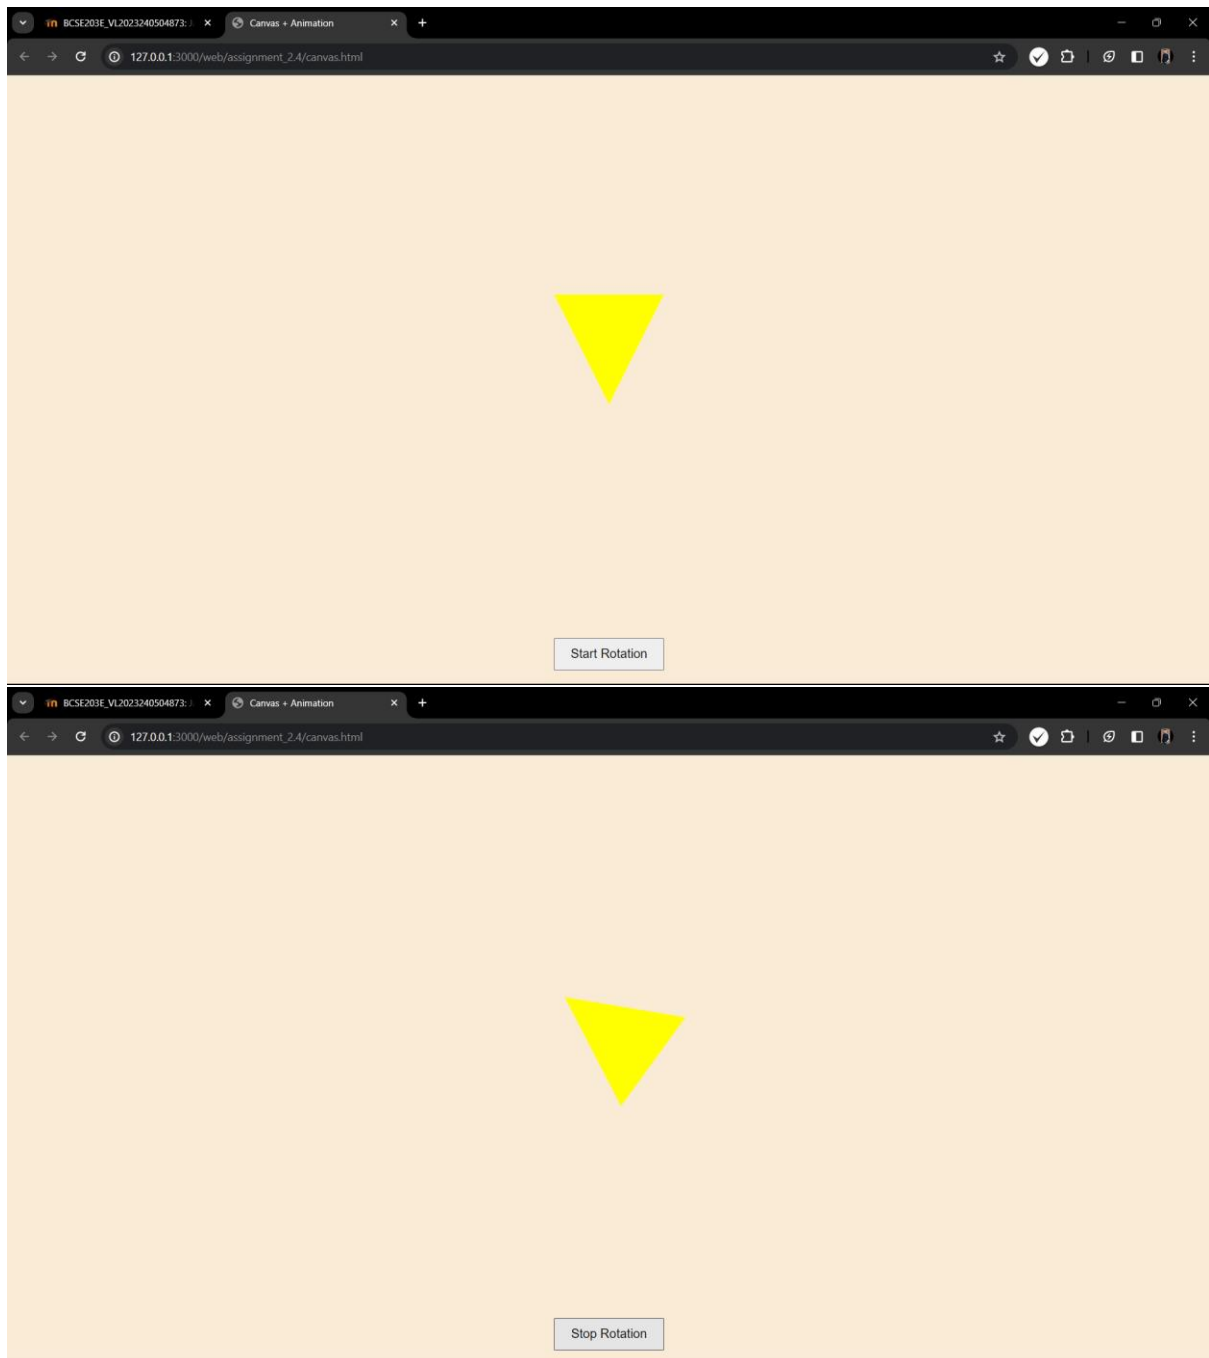 BCSE203E_VL2023240504873: J
Canvas + Animation
127.0.0.1:3000/web/assignment_2.4/canvas.html
Start Rotation
BCSE203E_VL2023240504873: J
Canvas + Animation
127.0.0.1:3000/web/assignment_2.4/canvas.html
Stop Rotation